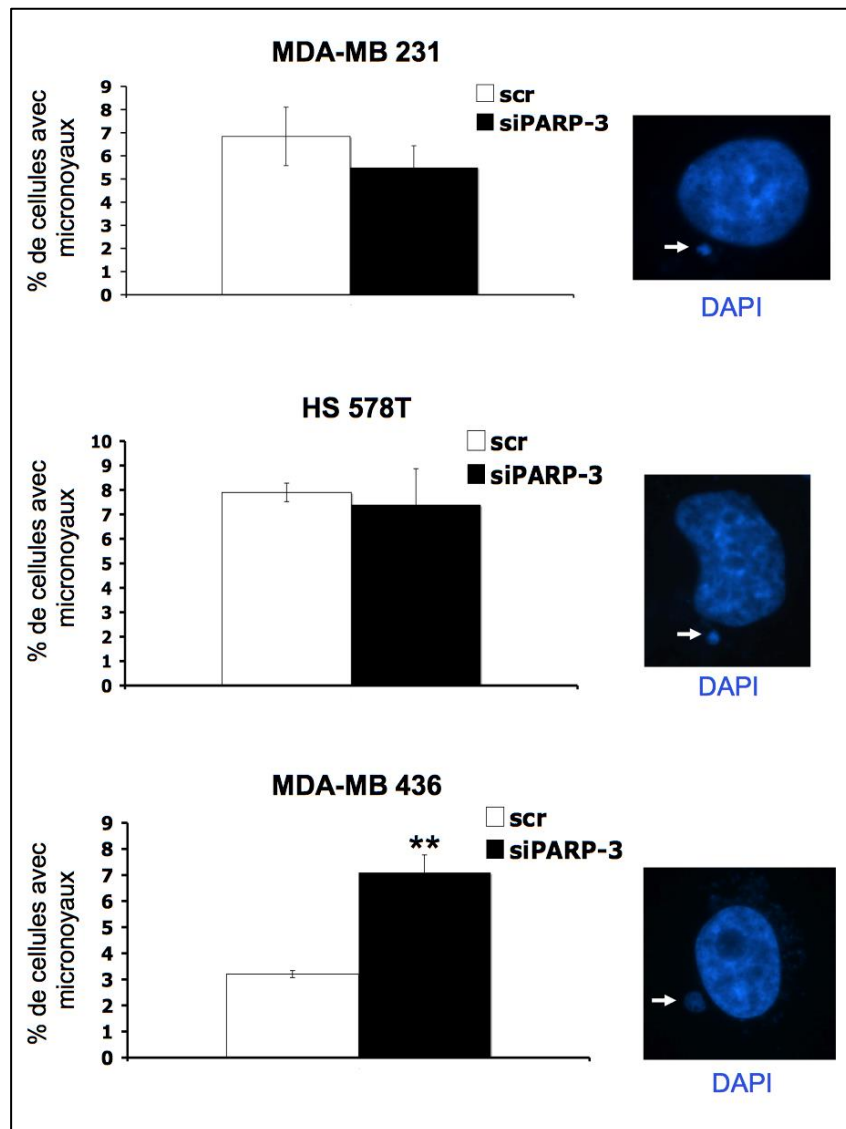 MDA-MB 231
% de cellules avec
micronoyaux
9
8
7
6
5
4
3
2
1
0
scr
siPARP-3
DAPI
HS 578T
% de cellules avec
micronoyaux
10
9
8
7
6
5
4
3
2
1
0
scr
siPARP-3
DAPI
MDA-MB 436
% de cellules avec
micronoyaux
9
8
7
6
5
4
3
2
1
0
**
scr
siPARP-3
DAPI